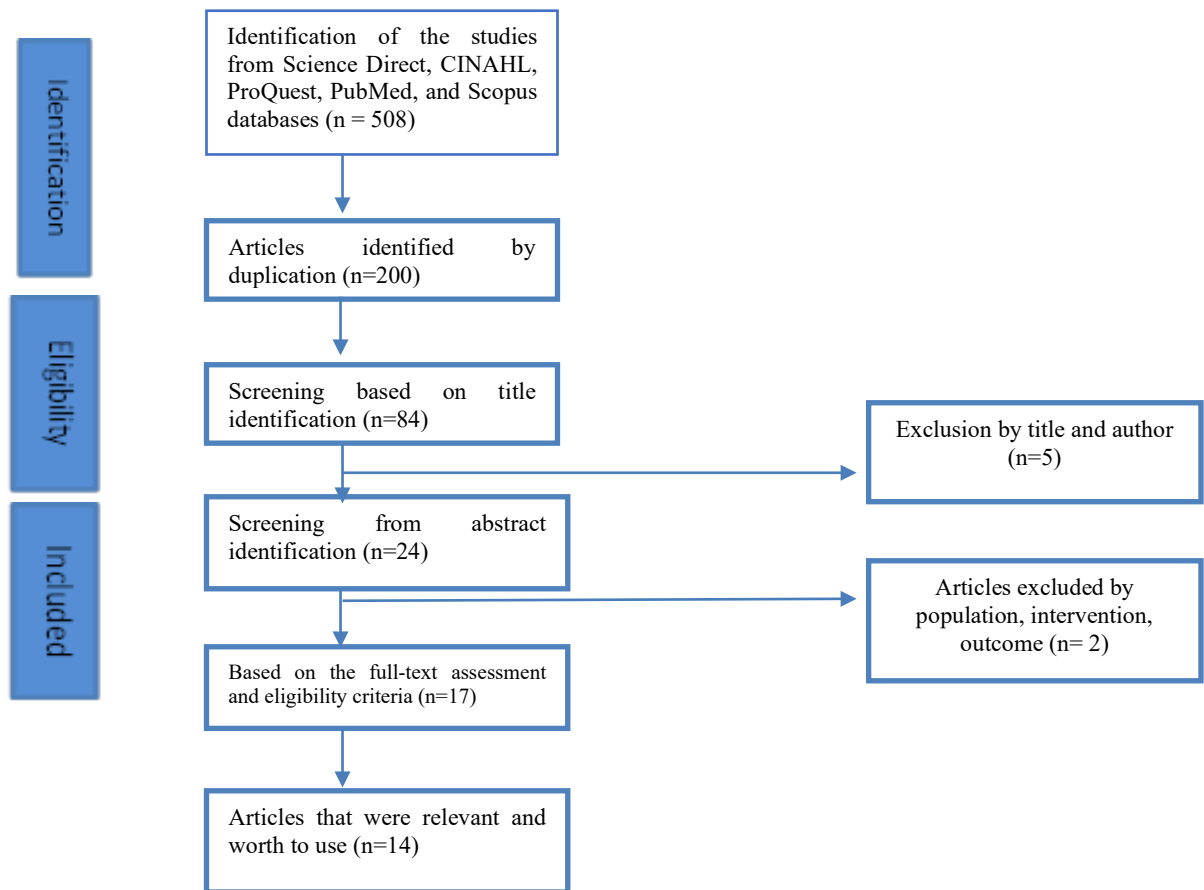 Identification
Identification of the studies
from Science Direct, CINAHL,
ProQuest, PubMed, and Scopus
databases (n = 508)
Articles identified by
duplication (n=200)
Eligibility
Screening based on title
identification (n=84)
Exclusion by title and author
(n=5)
Screening from abstract
identification (n=24)
Included
Articles excluded by
population, intervention,
outcome (n= 2)
Based on the full-text assessment
and eligibility criteria (n=17)
Articles that were relevant and
worth to use (n=14)